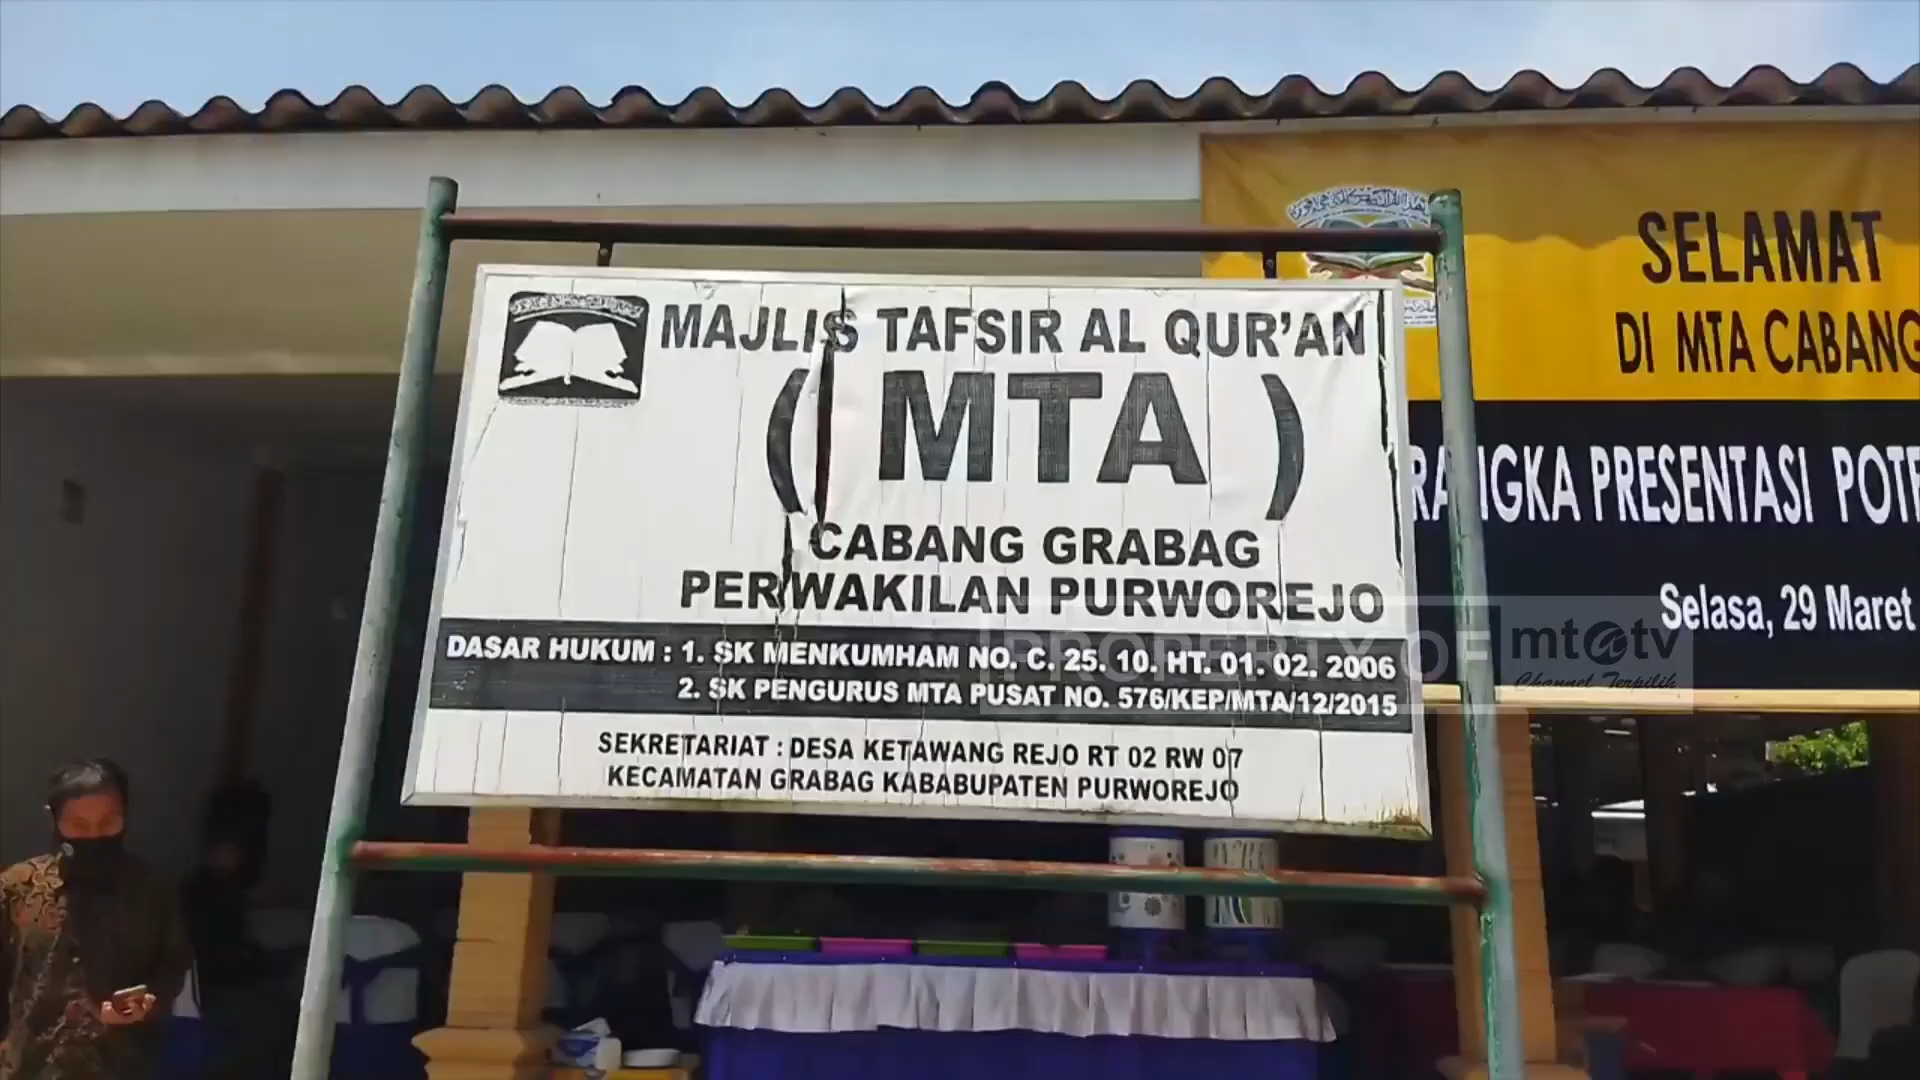 MAJLIS TAFSIR AL QUR'AN
( MTA )
CABANG GRABAG
PERWAKILAN PURWOREJO
DASAR HUKUM : 1. SK MENKUMHAM NO. C. 25. 10. HT. 01. 02. 2006
2. SK PENGURUS MTA PUSAT NO. 576/KEP/MTA/12/2015
SEKRETARIAT : DESA KETAWANG REJO RT 02 RW 07
KECAMATAN GRABAG KABABUPATEN PURWOREJO
SELAMAT
DI MTA CABANG
PRESENTASI
Selasa, 29 Maret
PROPERTY OF mt@tv
Channel Terpilih